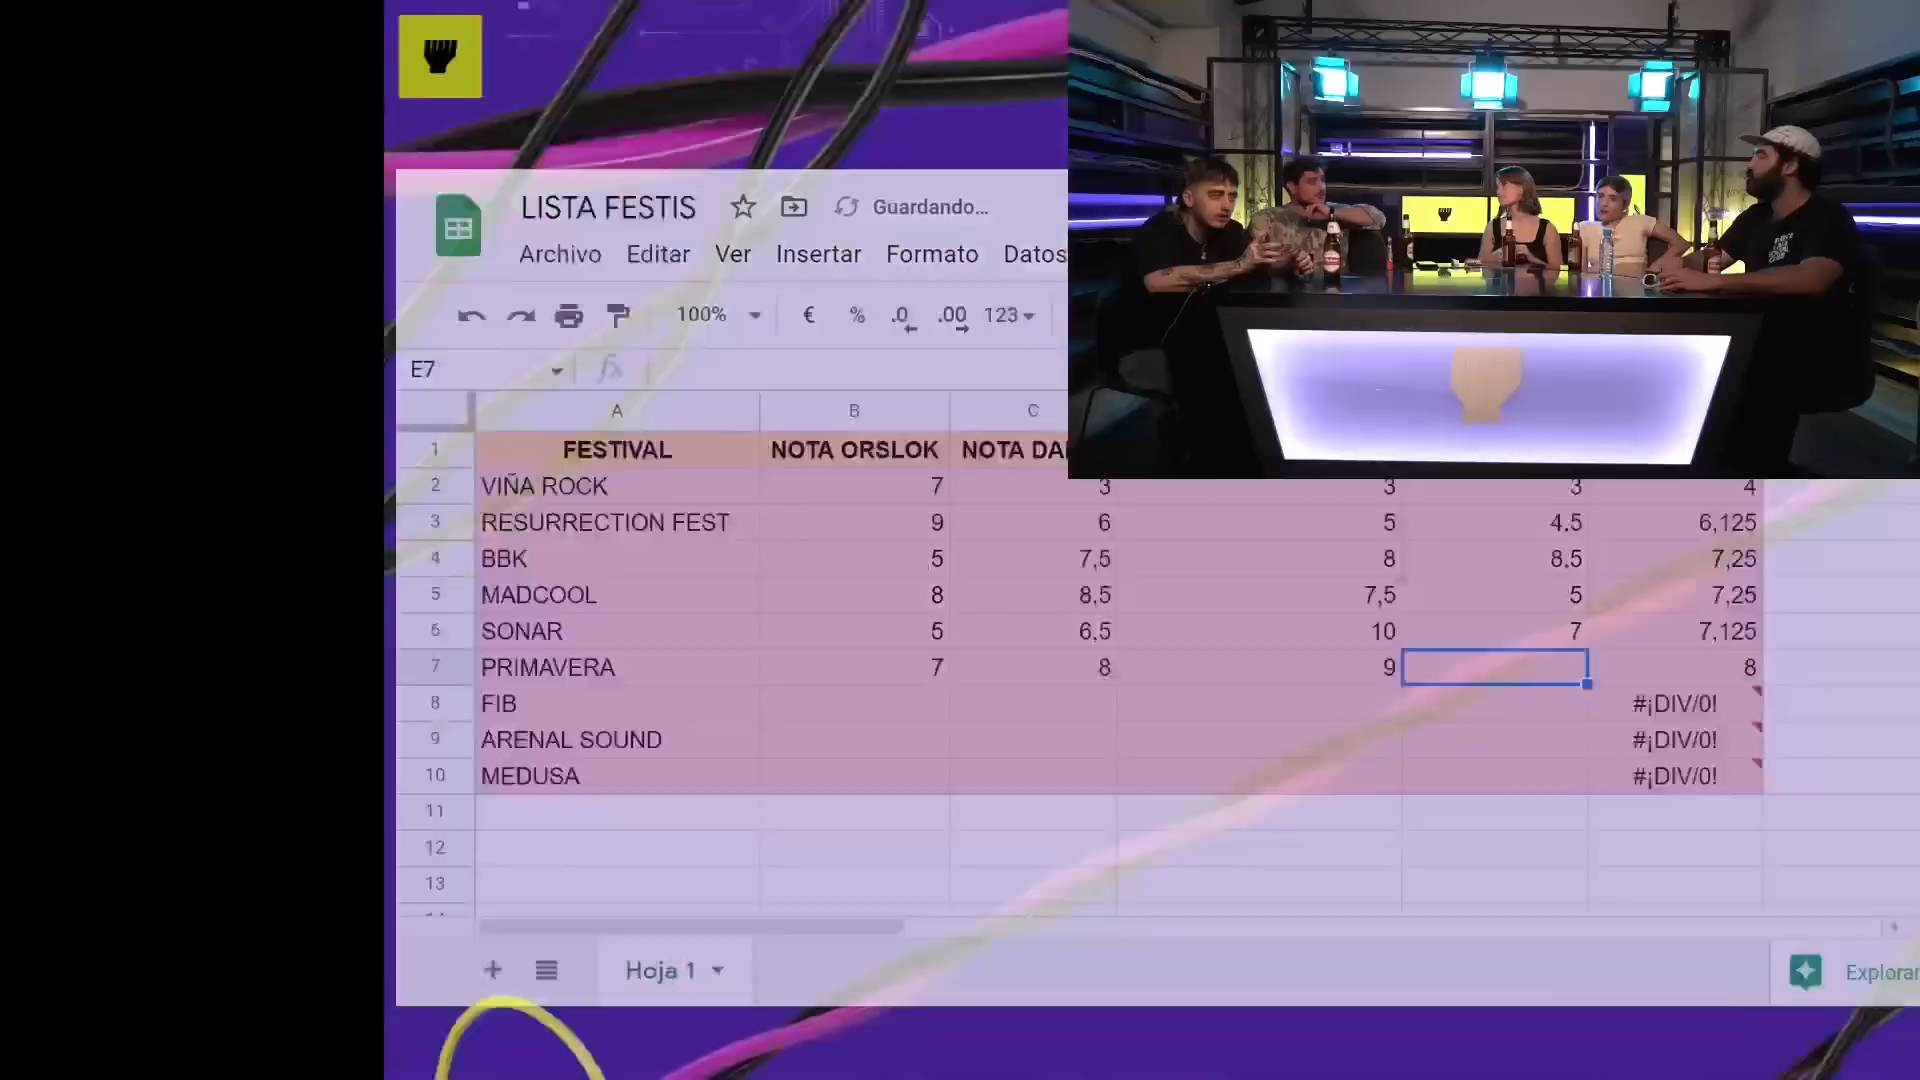 LISTA FESTIS Guardando...
Archivo Editar Ver Insertar Formato Datos
100% € % .0 .00 123
E7 fx
A B C
1 FESTIVAL NOTA ORSLOK NOTA DA
2 VIÑA ROCK 7 3 3 3 4
3 RESURRECTION FEST 9 6 5 4.5 6,125
4 BBK 5 7,5 8 8,5 7,25
5 MADCOOL 8 8,5 7,5 5 7,25
6 SONAR 5 6,5 10 7 7,125
7 PRIMAVERA 7 8 9 8
8 FIB #¡DIV/0!
9 ARENAL SOUND #¡DIV/0!
10 MEDUSA #¡DIV/0!
11
12
13
Hoja 1 Explorar